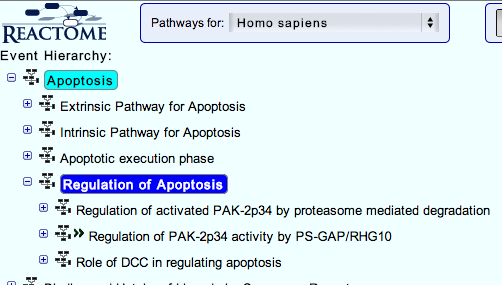 REACTOME
Pathways for: Homo sapiens
Event Hierarchy:
Apoptosis
Extrinsic Pathway for Apoptosis
Intrinsic Pathway for Apoptosis
Apoptotic execution phase
Regulation of Apoptosis
Regulation of activated PAK-2p34 by proteasome mediated degradation
Regulation of PAK-2p34 activity by PS-GAP/RHG10
Role of DCC in regulating apoptosis